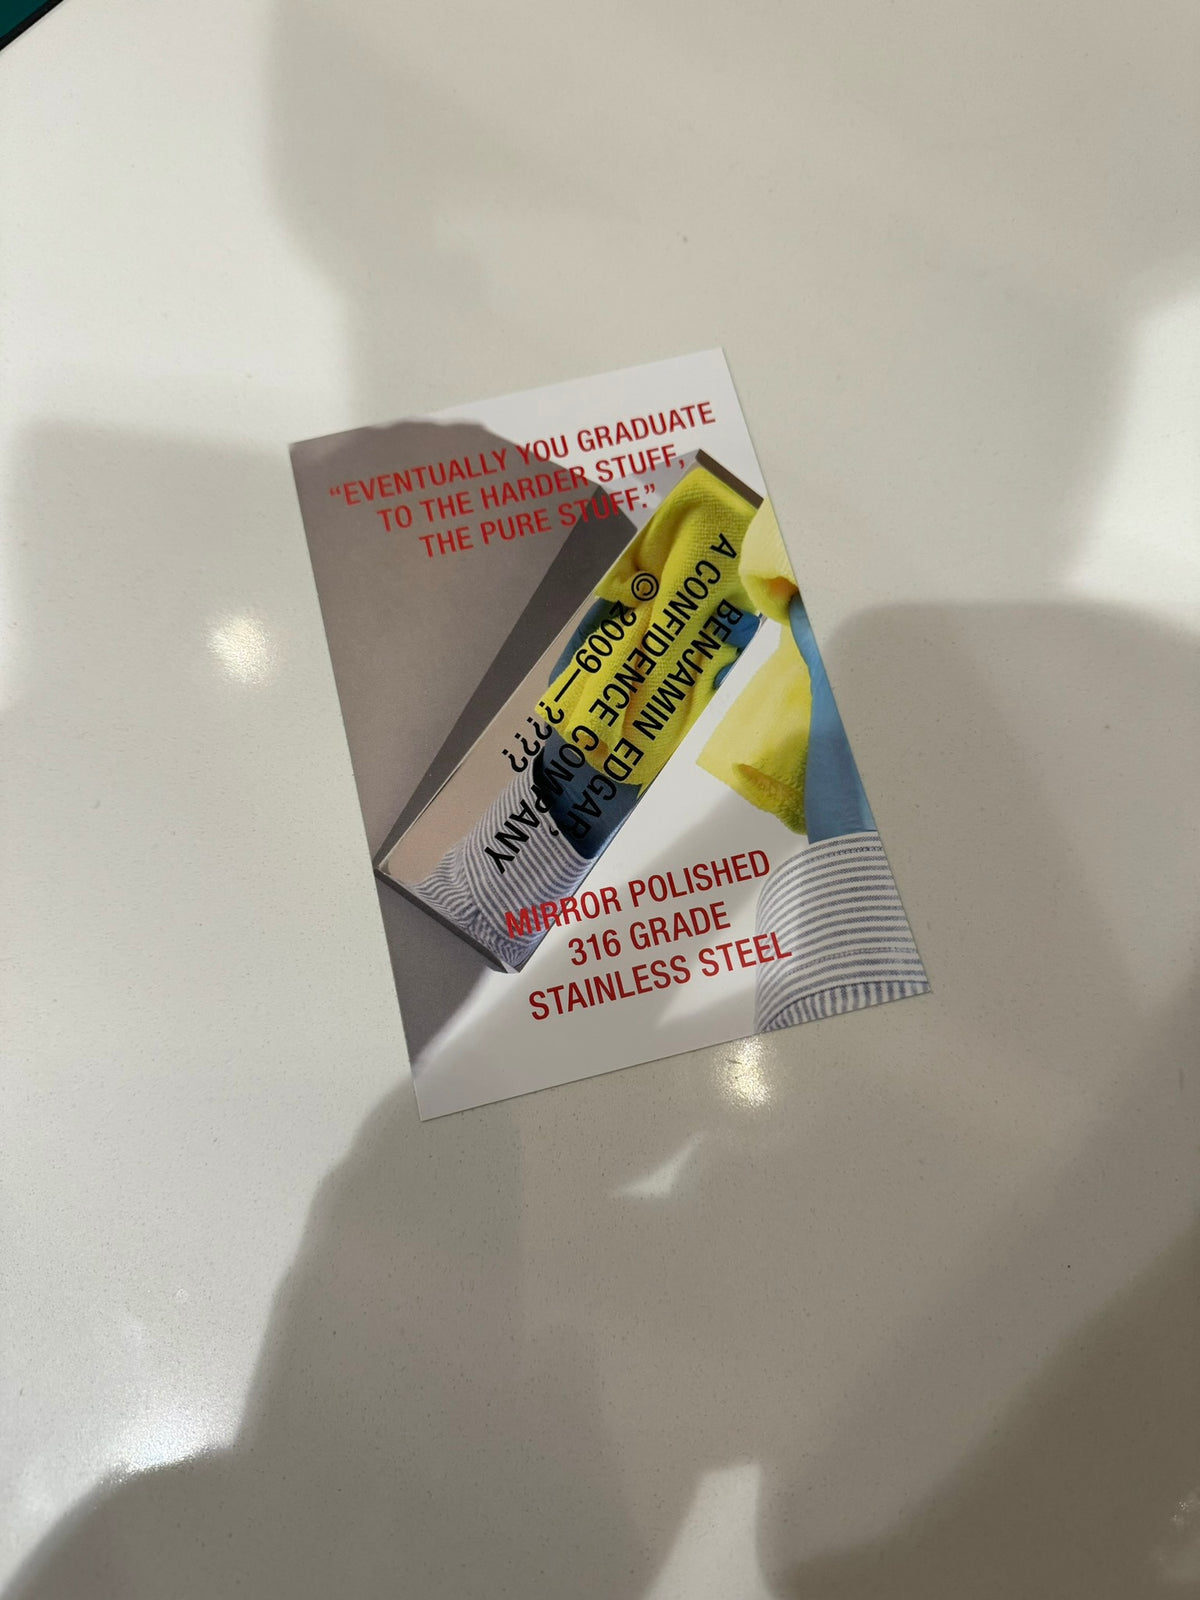 “EVENTUALLY YOU GRADUATE
TO THE HARDER STUFF,
THE PURE STUFF.”
BENJAMIN EDGAR,
A CONFIDENCE COMPANY
© 2009—????
MIRROR POLISHED
316 GRADE
STAINLESS STEEL